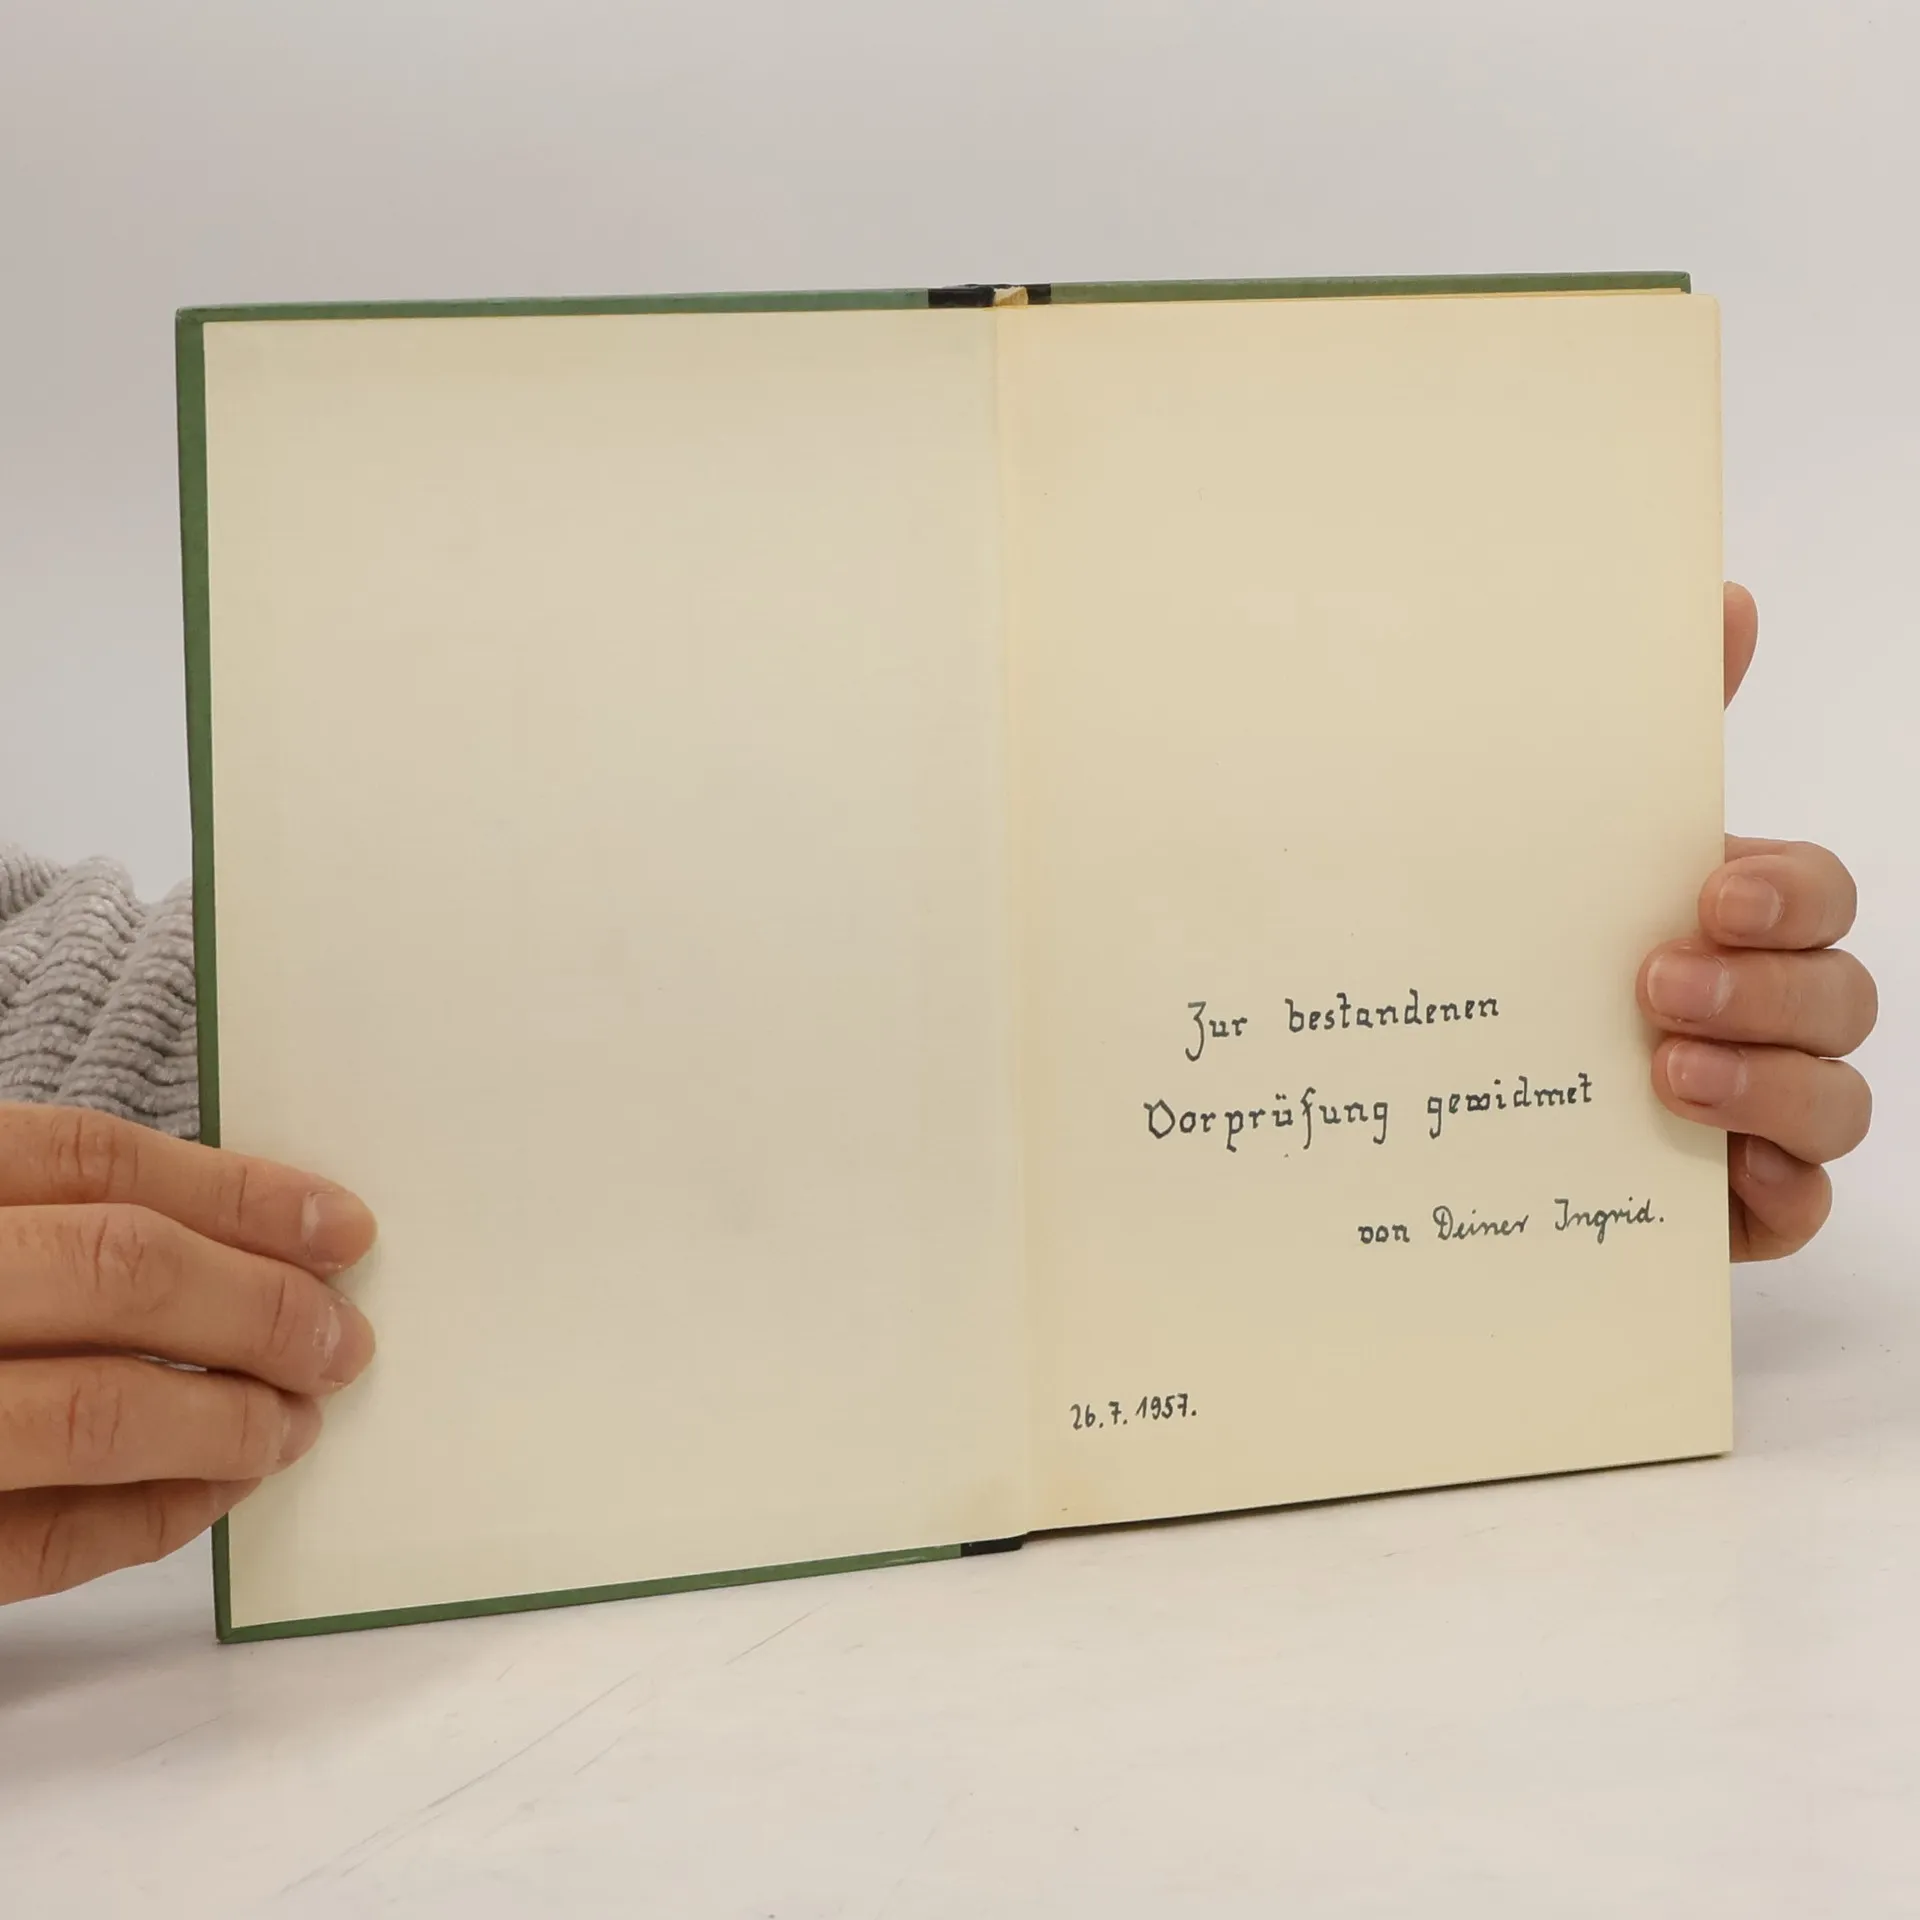 Zur bestandenen
Vorprüfung gewidmet
von Deiner Ingrid.
26.7.1957.